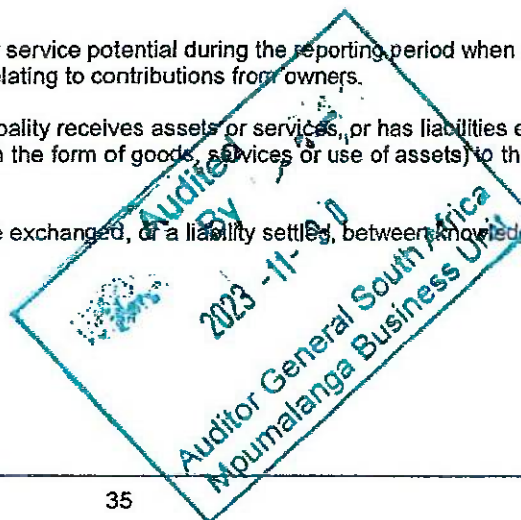 service potential during the reporting period when
lating to contributions from owners.
pality receives assets or services, or has liabilities e
the form of goods, services or use of assets) to th
e exchanged, or a liability settled, between knowled
Audited
By
2023 -11- 30
Auditor General South Africa
Mpumalanga Business Unit
35